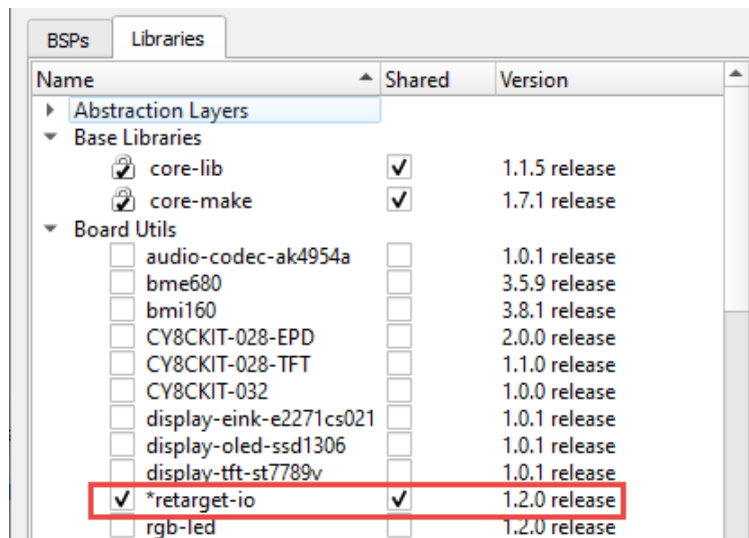 BSPs Libraries
Name Shared Version
Abstraction Layers
Base Libraries
core-lib 1.1.5 release
core-make 1.7.1 release
Board Utils
audio-codec-ak4954a 1.0.1 release
bme680 3.5.9 release
bmi160 3.8.1 release
CY8CKIT-028-EPD 2.0.0 release
CY8CKIT-028-TFT 1.1.0 release
CY8CKIT-032 1.0.0 release
display-eink-e2271cs021 1.0.1 release
display-oled-ssd1306 1.0.1 release
display-tft-st7789v 1.0.1 release
*retarget-io 1.2.0 release
rgb-led 1.2.0 release